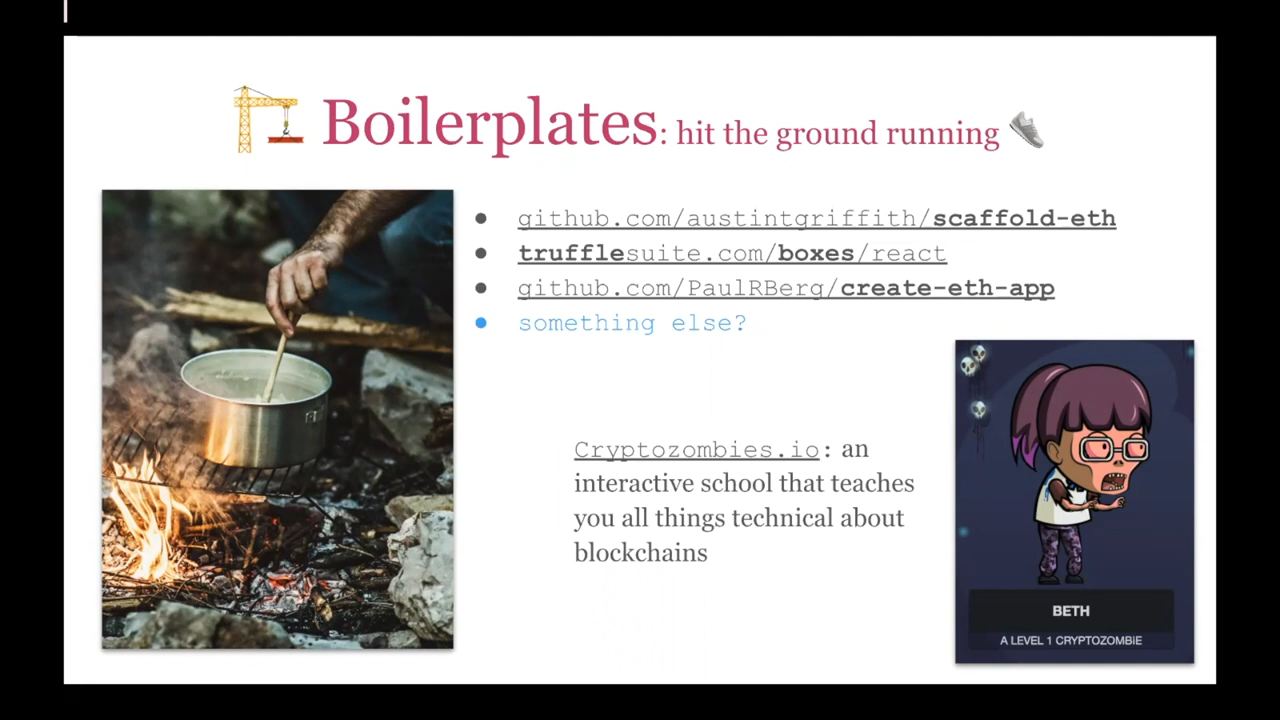 Boilerplates: hit the ground running
github.com/austintgriffith/scaffold-eth
trufflesuite.com/boxes/react
github.com/PaulRBerg/create-eth-app
something else?
Cryptozombies.io: an
interactive school that teaches
you all things technical about
blockchains
BETH
A LEVEL 1 CRYPTOZOMBIE